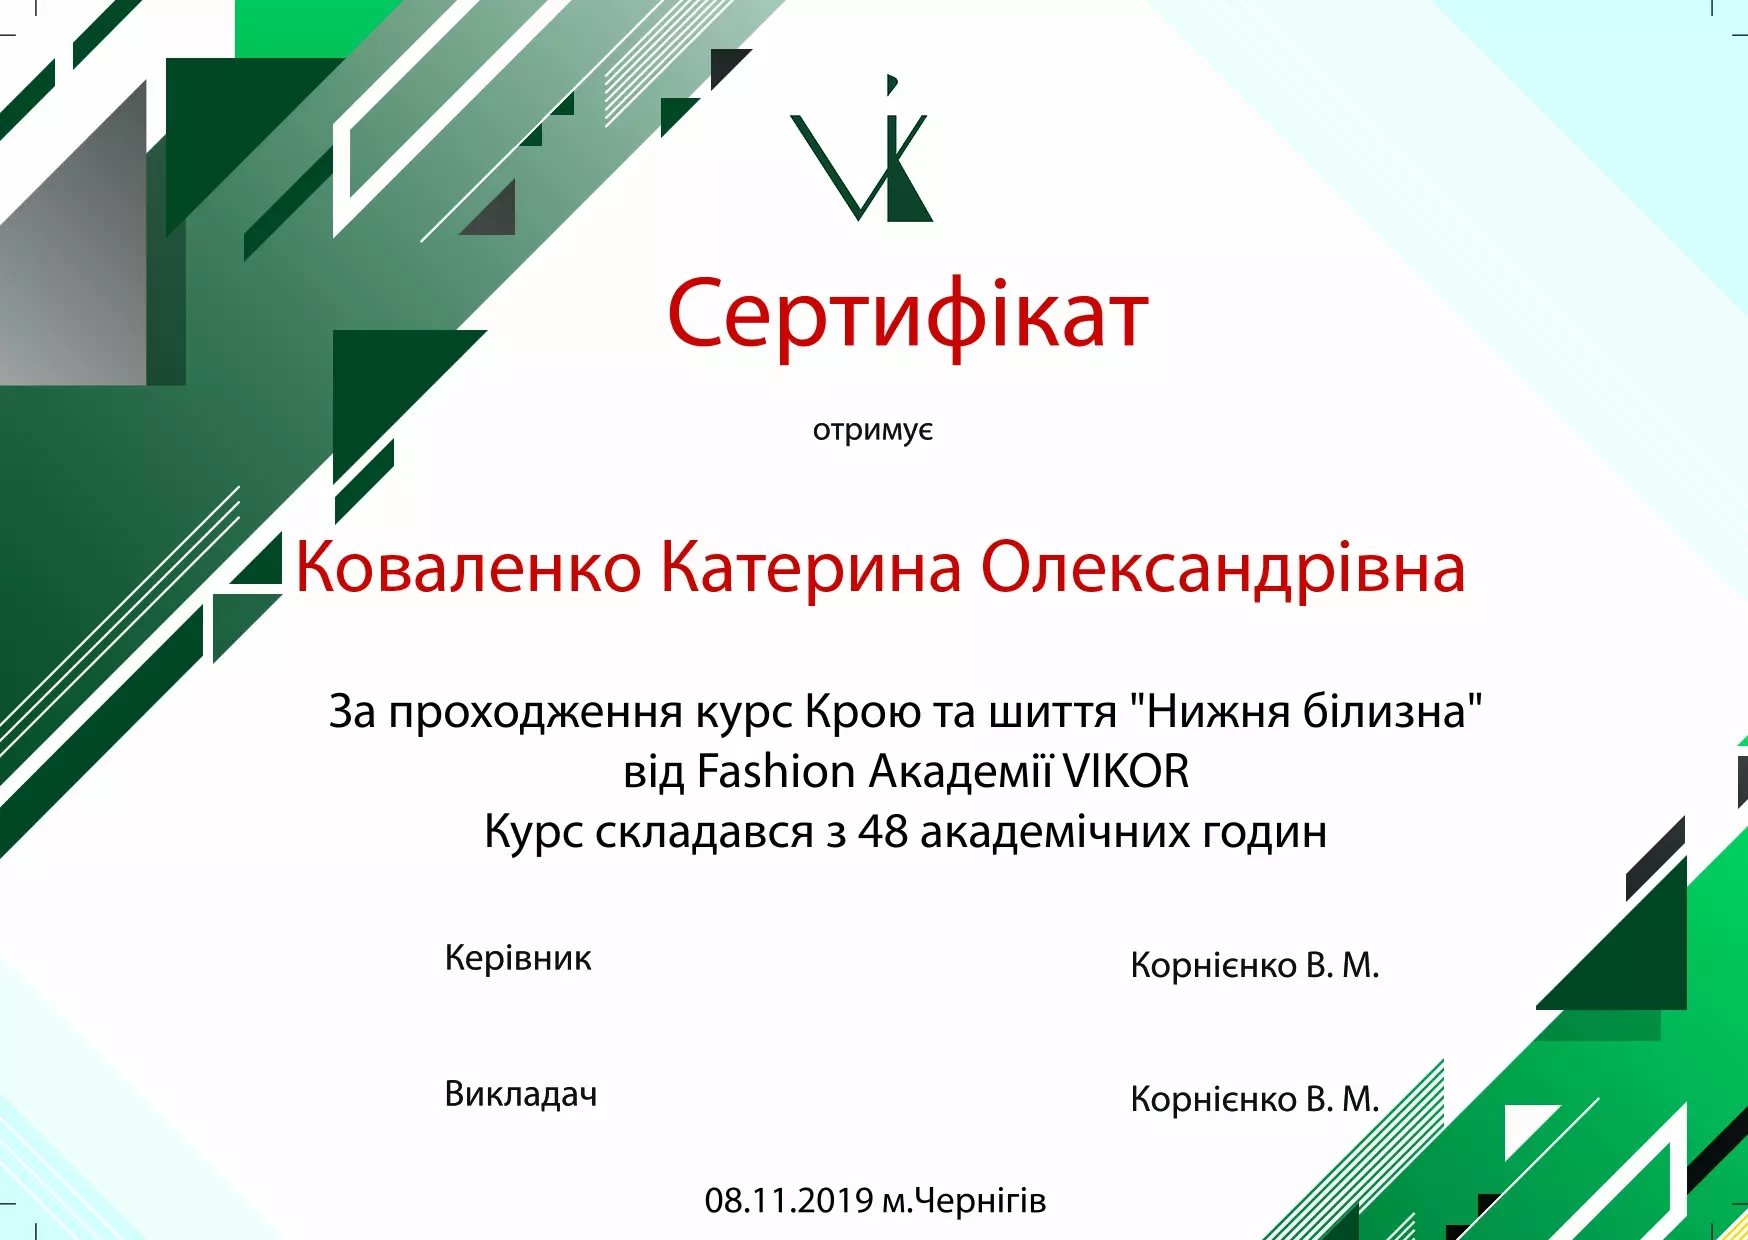 VK
Сертифікат
отримує
Коваленко Катерина Олександрівна
За проходження курс Крою та шиття "Нижня білизна"
від Fashion Академії VIKOR
Курс складався з 48 академічних годин
Керівник Корнієнко В. М.
Викладач Корнієнко В. М.
08.11.2019 м.Чернігів